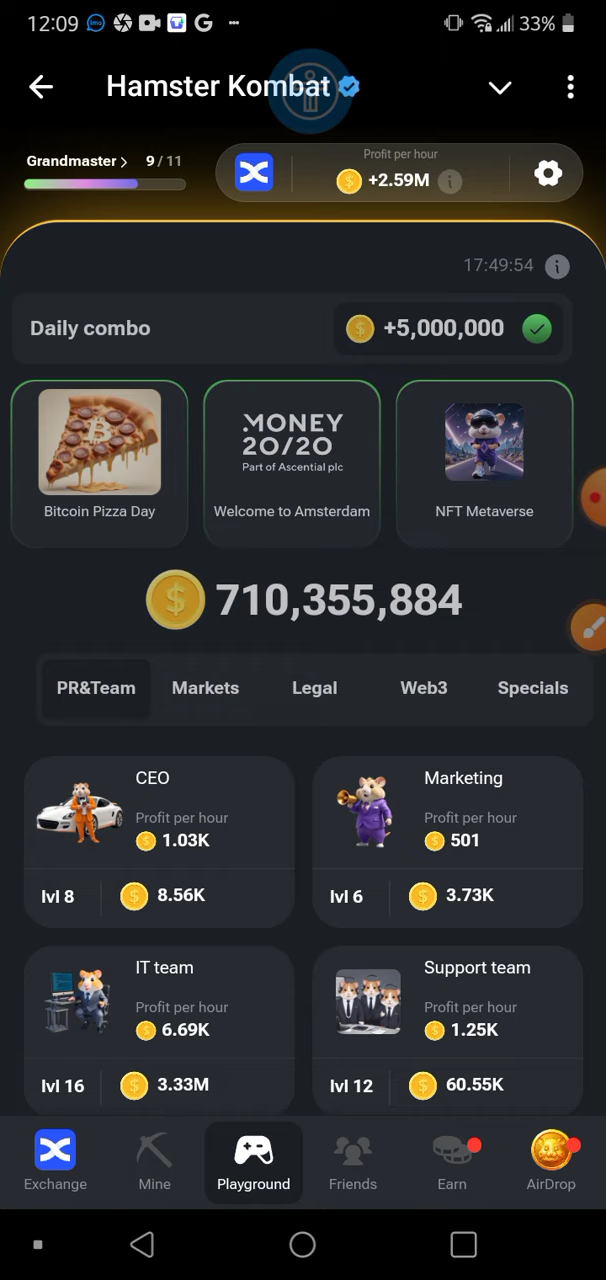 12:09 imo G ... 33%
Hamster Kombat
Grandmaster > 9 / 11
Profit per hour
+2.59M i
17:49:54 i
Daily combo +5,000,000
B
MONEY
20/20
Part of Ascential plc
Bitcoin Pizza Day Welcome to Amsterdam NFT Metaverse
$ 710,355,884
PR&Team Markets Legal Web3 Specials
CEO Marketing
Profit per hour Profit per hour
1.03K 501
lvl 8 8.56K lvl 6 3.73K
IT team Support team
Profit per hour Profit per hour
6.69K 1.25K
lvl 16 3.33M lvl 12 60.55K
Exchange Mine Playground Friends Earn AirDrop